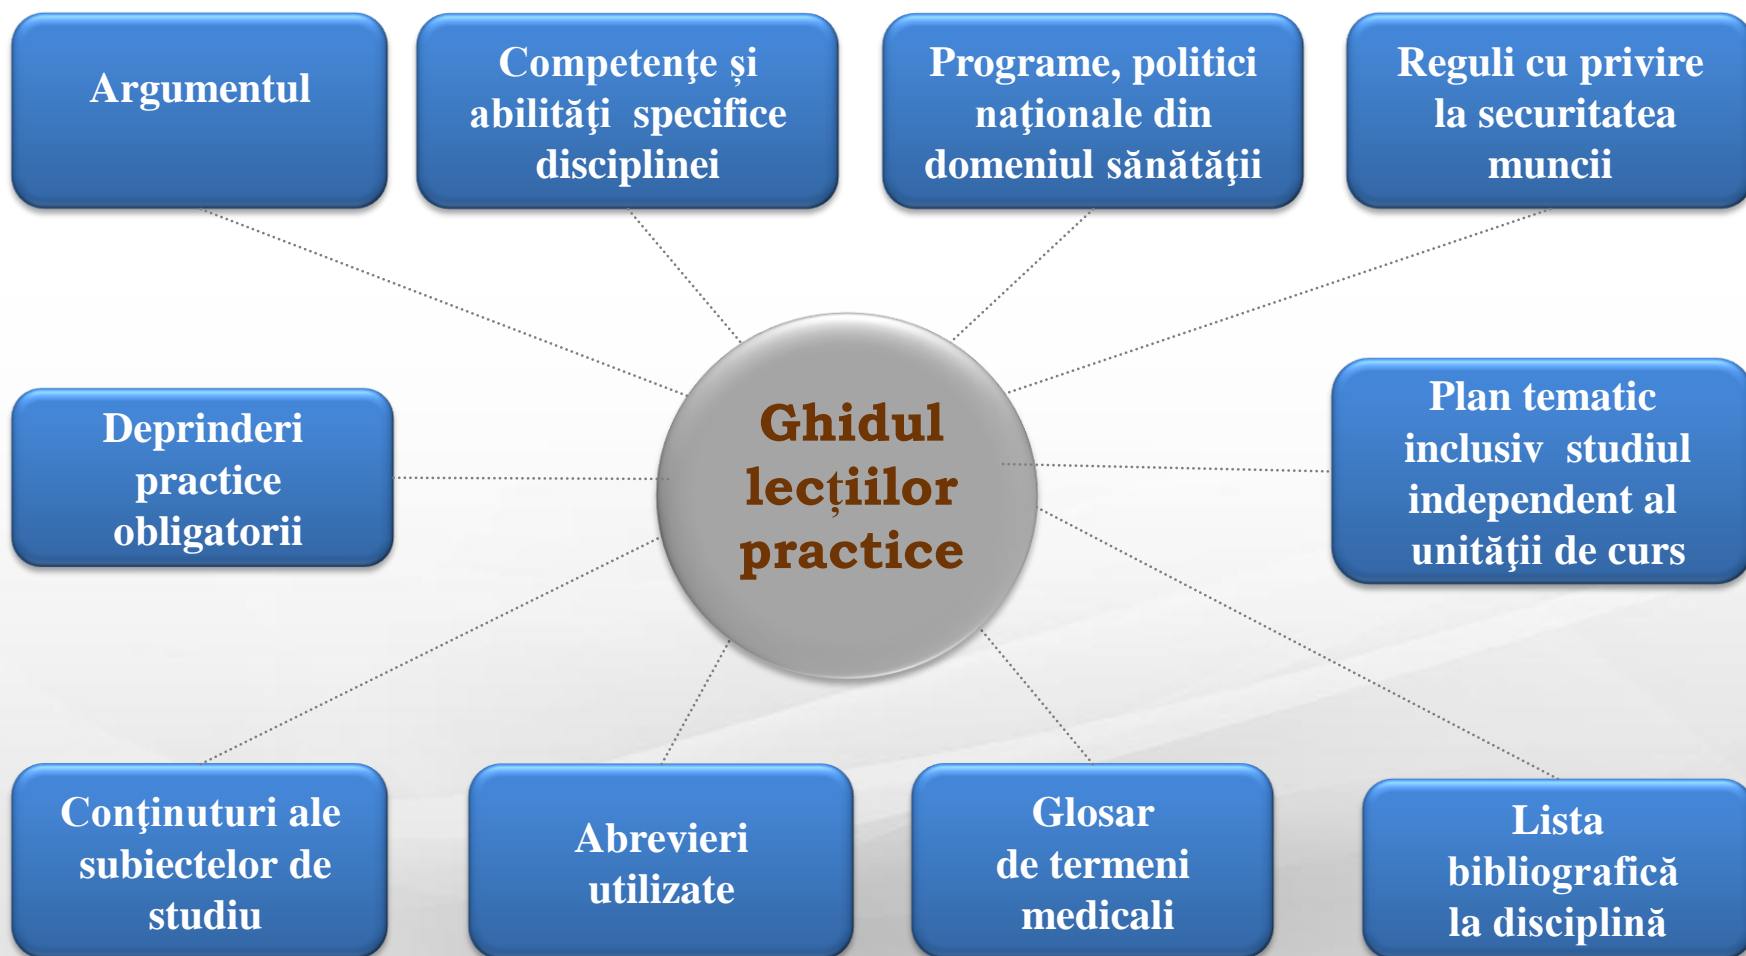 Argumentul
Competenţe și
abilităţi specifice
disciplinei
Programe, politici
naţionale din
domeniul sănătăţii
Reguli cu privire
la securitatea
muncii
Deprinderi
practice
obligatorii
Ghidul
lecțiilor
practice
Plan tematic
inclusiv studiul
independent al
unităţii de curs
Conţinuturi ale
subiectelor de
studiu
Abrevieri
utilizate
Glosar
de termeni
medicali
Lista
bibliografică
la disciplină